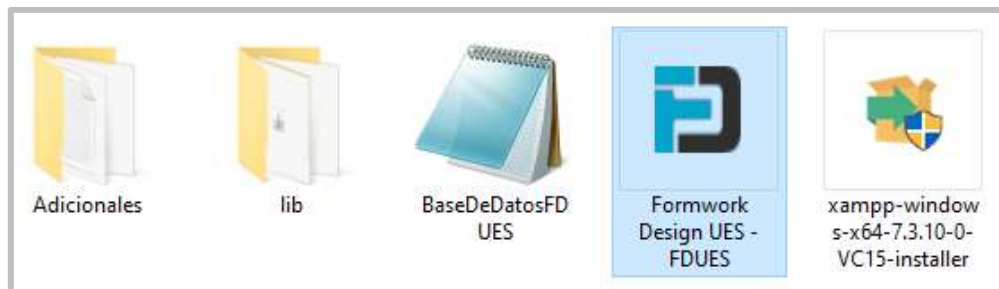 Adicionales
lib
BaseDeDatosFD
UES
Formwork
Design UES -
FDUES
xampp-window
s-x64-7.3.10-0-
VC15-installer